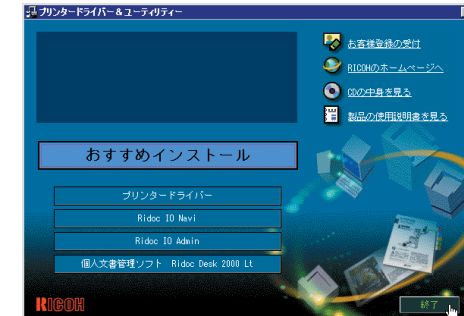 プリンタードライバー＆ユーティリティー
お客様登録の受付
RICOHのホームページへ
CDの中身を見る
製品の使用説明書を見る
おすすめインストール
プリンタードライバー
Ridoc IO Navi
Ridoc IO Admin
個人文書管理ソフト Ridoc Desk 2000 Lt
RICOH
終了